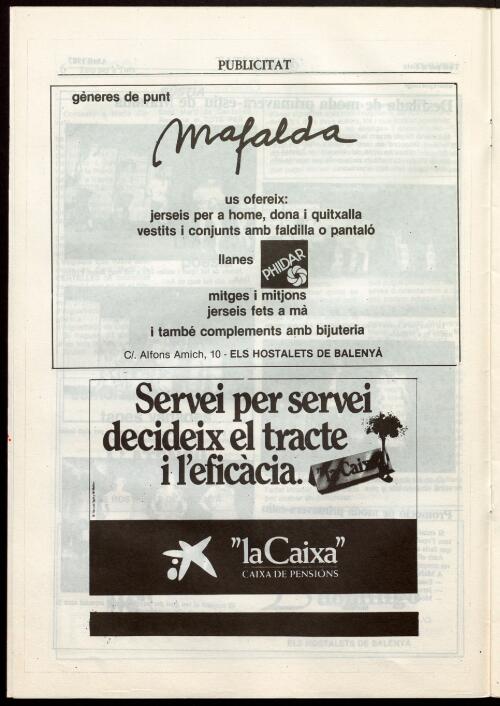 PUBLICITAT
gèneres de punt
Mafalda
us ofereix:
jerseis per a home, dona i quitxalla
vestits i conjunts amb faldilla o pantaló
llanes PHILDAR
mitges i mitjons
jerseis fets a mà
i també complements amb bijuteria
C/. Alfons Amich, 10 - ELS HOSTALETS DE BALENYÀ
Servei per servei
decideix el tracte
i l'eficàcia.
"la Caixa"
"la Caixa"
CAIXA DE PENSIONS